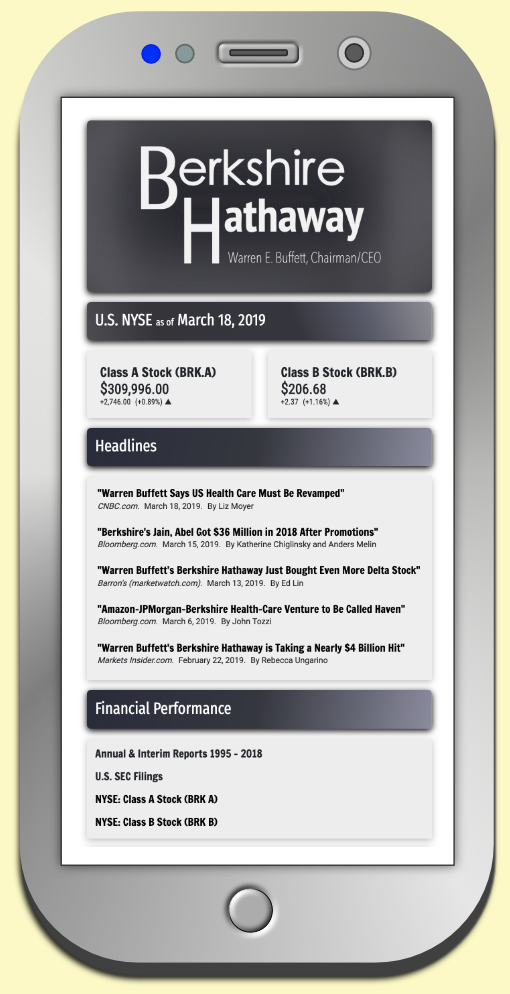 Berkshire
Hathaway
Warren E. Buffett, Chairman/CEO
U.S. NYSE as of March 18, 2019
Class A Stock (BRK.A)
$309,996.00
+2,746.00 (+0.89%) ▲
Class B Stock (BRK.B)
$206.68
+2.37 (+1.16%) ▲
Headlines
"Warren Buffett Says US Health Care Must Be Revamped"
CNBC.com. March 18, 2019. By Liz Moyer
"Berkshire's Jain, Abel Got $36 Million in 2018 After Promotions"
Bloomberg.com. March 15, 2019. By Katherine Chiglinsky and Anders Melin
"Warren Buffett's Berkshire Hathaway Just Bought Even More Delta Stock"
Barron's (marketwatch.com). March 13, 2019. By Ed Lin
"Amazon-JPMorgan-Berkshire Health-Care Venture to Be Called Haven"
Bloomberg.com. March 6, 2019. By John Tozzi
"Warren Buffett's Berkshire Hathaway is Taking a Nearly $4 Billion Hit"
Markets Insider.com. February 22, 2019. By Rebecca Ungarino
Financial Performance
Annual & Interim Reports 1995 - 2018
U.S. SEC Filings
NYSE: Class A Stock (BRK A)
NYSE: Class B Stock (BRK B)